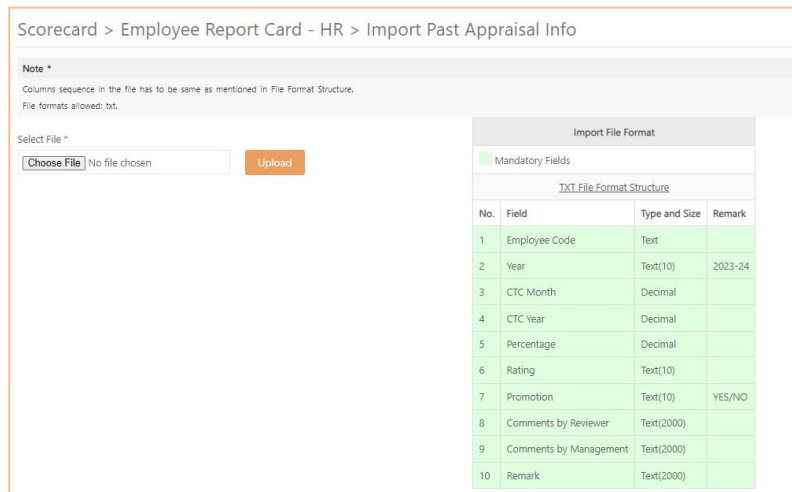 Scorecard > Employee Report Card - HR > Import Past Appraisal Info
Note *
Columns sequence in the file has to be same as mentioned in File Format Structure.
File formats allowed: txt.
Select File *
Choose File No file chosen
Upload
Import File Format
Mandatory Fields
TXT File Format Structure
No. Field Type and Size Remark
1 Employee Code Text
2 Year Text(10) 2023-24
3 CTC Month Decimal
4 CTC Year Decimal
5 Percentage Decimal
6 Rating Text(10)
7 Promotion Text(10) YES/NO
8 Comments by Reviewer Text(2000)
9 Comments by Management Text(2000)
10 Remark Text(2000)